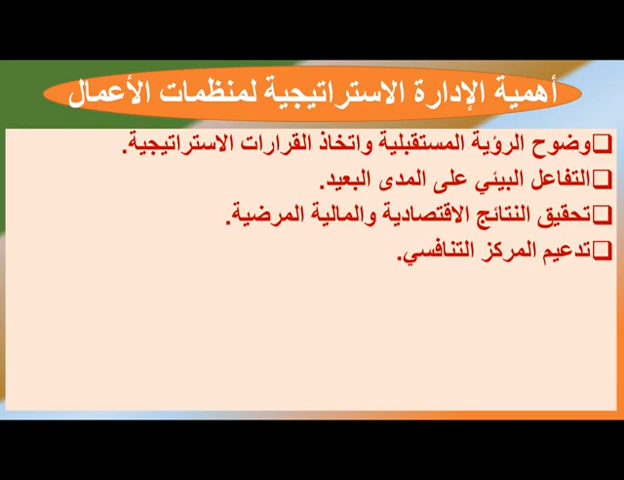 أهمية الإدارة الاستراتيجية لمنظمات الأعمال
❑وضوح الرؤية المستقبلية واتخاذ القرارات الاستراتيجية.
❑التفاعل البيئي على المدى البعيد.
❑تحقيق النتائج الاقتصادية والمالية المرضية.
❑تدعيم المركز التنافسي.